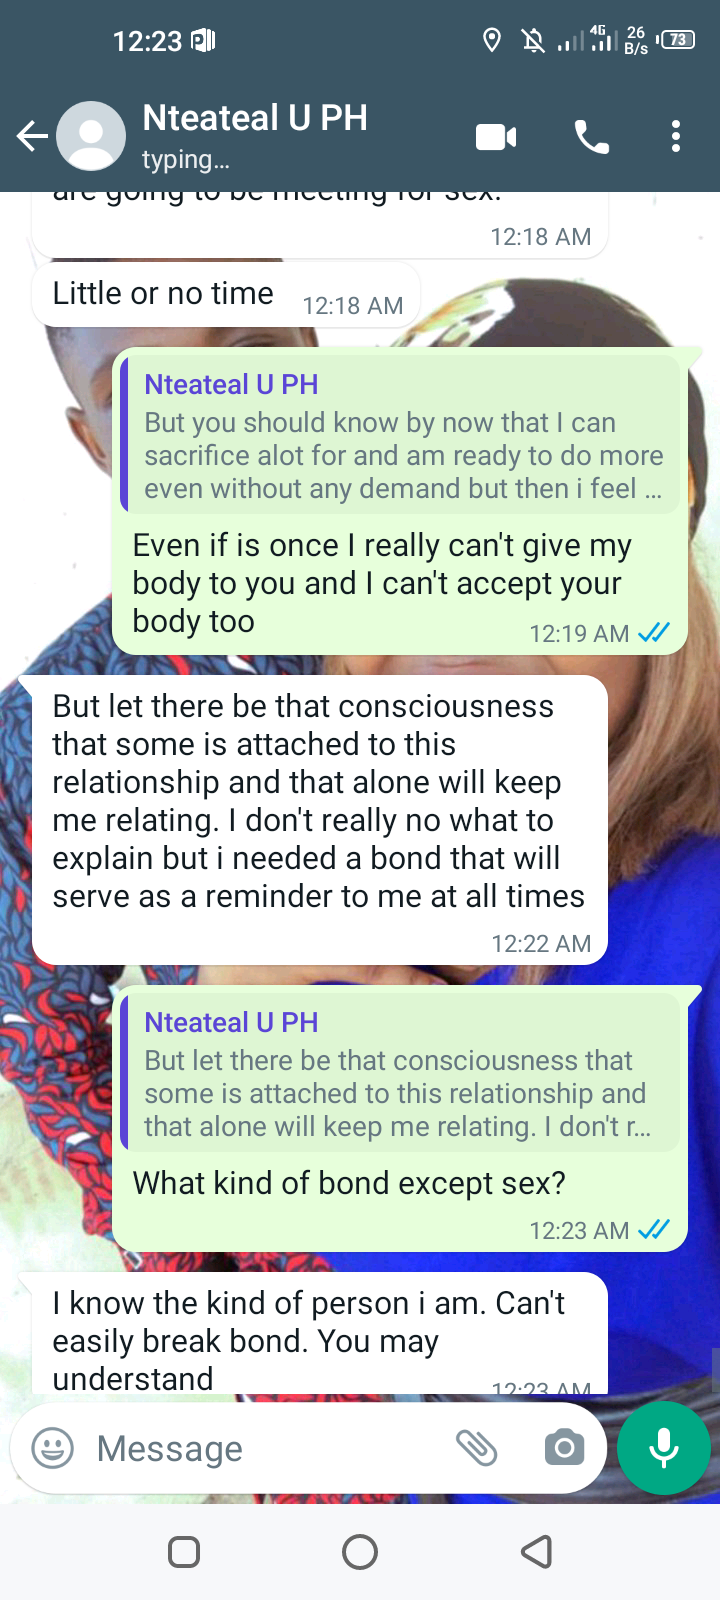 12:23
4G
26
B/s
73
Nteateal U PH
typing...
are going to be meeting for sex.
12:18 AM
Little or no time
12:18 AM
Nteateal U PH
But you should know by now that I can
sacrifice alot for and am ready to do more
even without any demand but then i feel ...
Even if is once I really can't give my
body to you and I can't accept your
body too
12:19 AM
But let there be that consciousness
that some is attached to this
relationship and that alone will keep
me relating. I don't really no what to
explain but i needed a bond that will
serve as a reminder to me at all times
12:22 AM
Nteateal U PH
But let there be that consciousness that
some is attached to this relationship and
that alone will keep me relating. I don't r...
What kind of bond except sex?
12:23 AM
I know the kind of person i am. Can't
easily break bond. You may
understand
12:23 AM
Message